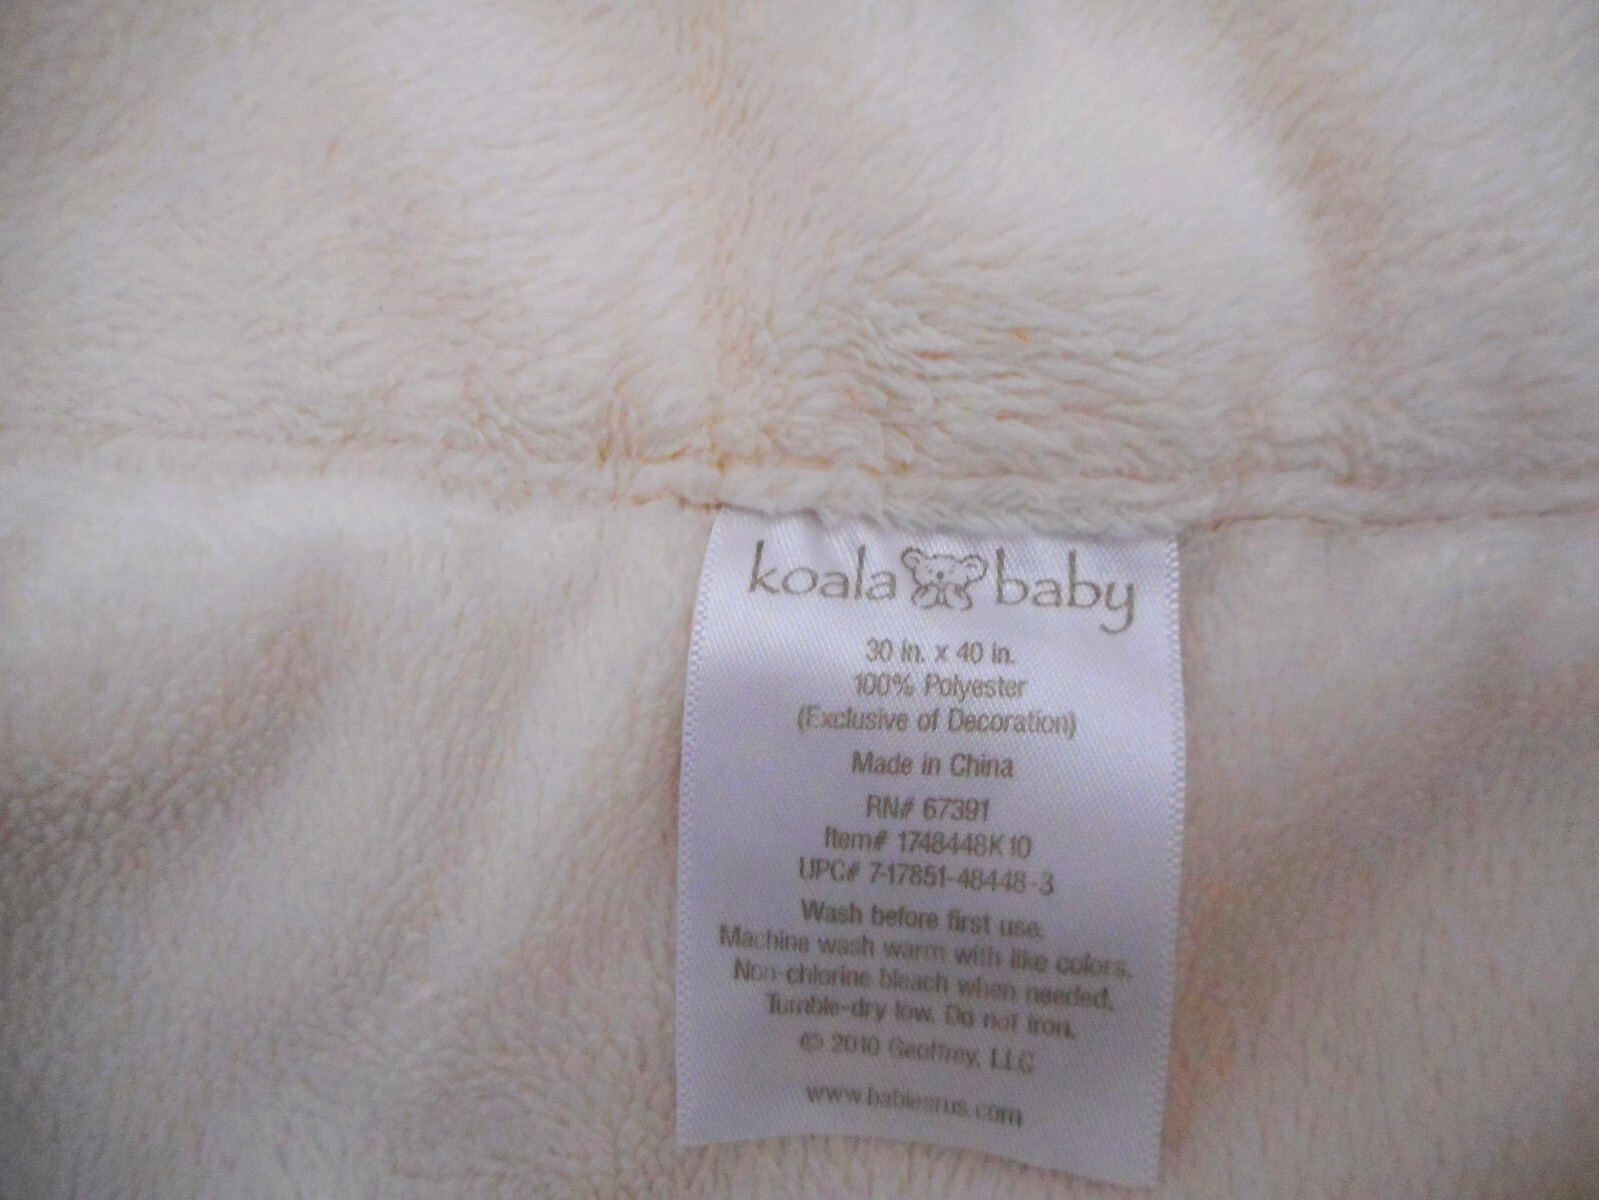 koala baby
30 in. x 40 in.
100% Polyester
(Exclusive of Decoration)
Made in China
RN# 67391
Item# 1748448K10
UPC# 7-17851-48448-3
Wash before first use.
Machine wash warm with like colors.
Non-chlorine bleach when needed.
Tumble-dry low. Do not iron.
© 2010 Geoffrey, LLC
www.babiesrus.com